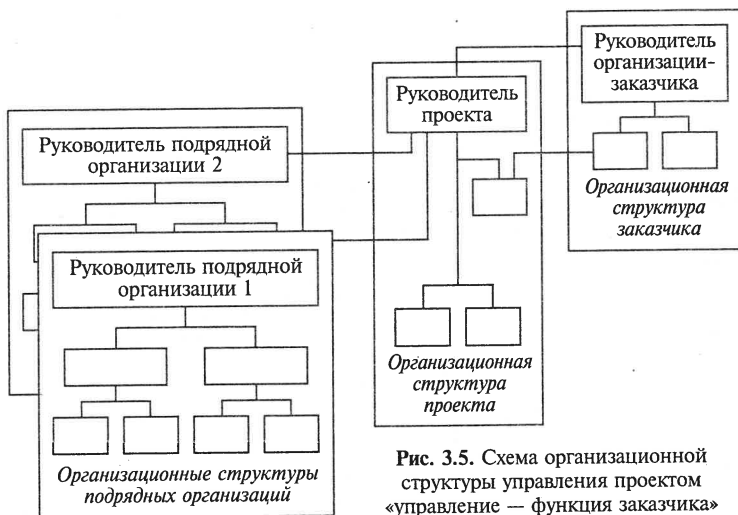 Руководитель
организации-
заказчика
Руководитель
проекта
Руководитель подрядной
организации 2
Организационная
структура
заказчика
Руководитель подрядной
организации 1
Организационная
структура
проекта
Организационные структуры
подрядных организаций
Рис. 3.5. Схема организационной
структуры управления проектом
«управление — функция заказчика»